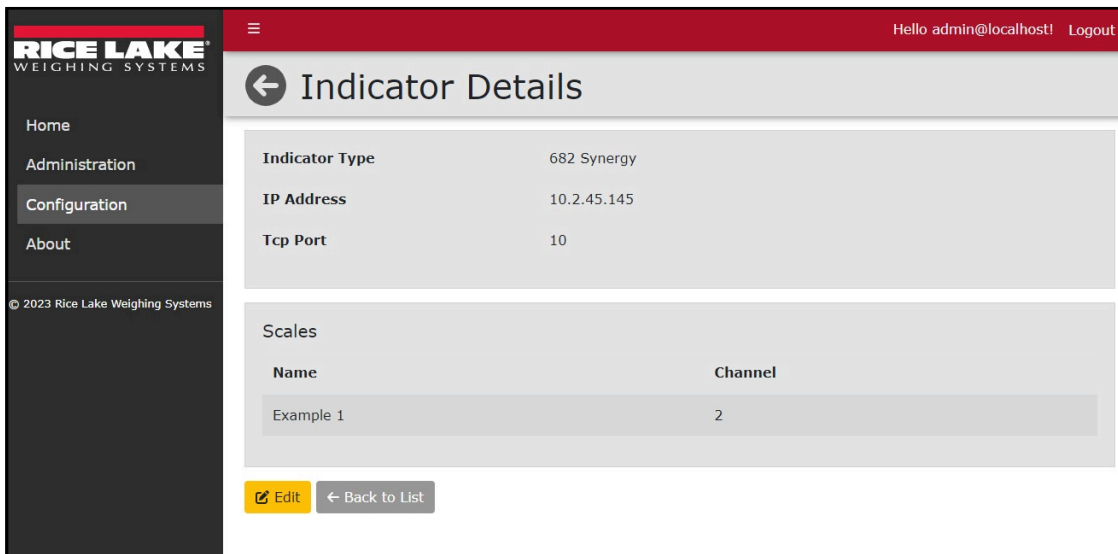 RICE LAKE®
WEIGHING SYSTEMS
Home
Administration
Configuration
About
© 2023 Rice Lake Weighing Systems
Hello admin@localhost! Logout
Indicator Details
Indicator Type 682 Synergy
IP Address 10.2.45.145
Tcp Port 10
Scales
Name Channel
Example 1 2
Edit ← Back to List